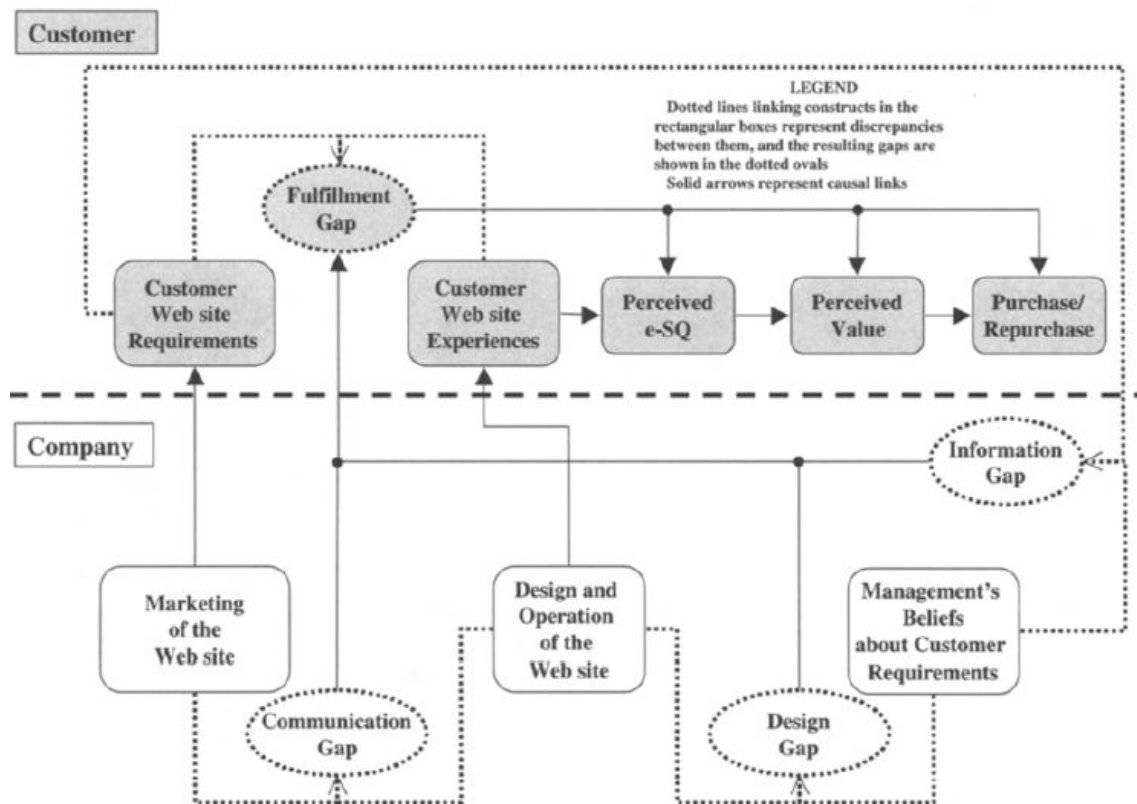 Customer
LEGEND
Dotted lines linking constructs in the
rectangular boxes represent discrepancies
between them, and the resulting gaps are
shown in the dotted ovals
Solid arrows represent causal links
Fulfillment
Gap
Customer
Web site
Requirements
Customer
Web site
Experiences
Perceived
e-SQ
Perceived
Value
Purchase/
Repurchase
Company
Information
Gap
Marketing
of the
Web site
Design and
Operation
of the
Web site
Management's
Beliefs
about Customer
Requirements
Communication
Gap
Design
Gap